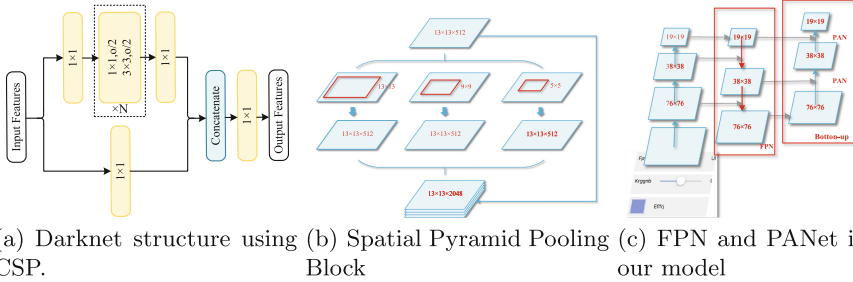 Input Features
1×1
1×1,o/2
3×3,o/2
×N
1×1
1×1
Concatenate
1×1
Output Features
13×13×512
13×13
9×9
5×5
13×13×512
13×13×512
13×13×512
13×13×2048
19×19
19×19
19×19
PAN
38×38
38×38
38×38
PAN
76×76
76×76
76×76
FPN
Botton-up
Krggnb
Effq
(a) Darknet structure using
CSP.
(b) Spatial Pyramid Pooling
Block
(c) FPN and PANet i
our model